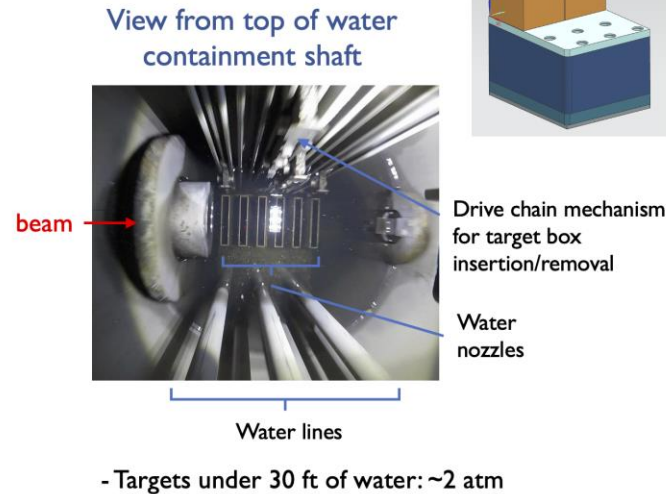 View from top of water
containment shaft
beam
Drive chain mechanism
for target box
insertion/removal
Water
nozzles
Water lines
- Targets under 30 ft of water: ~2 atm